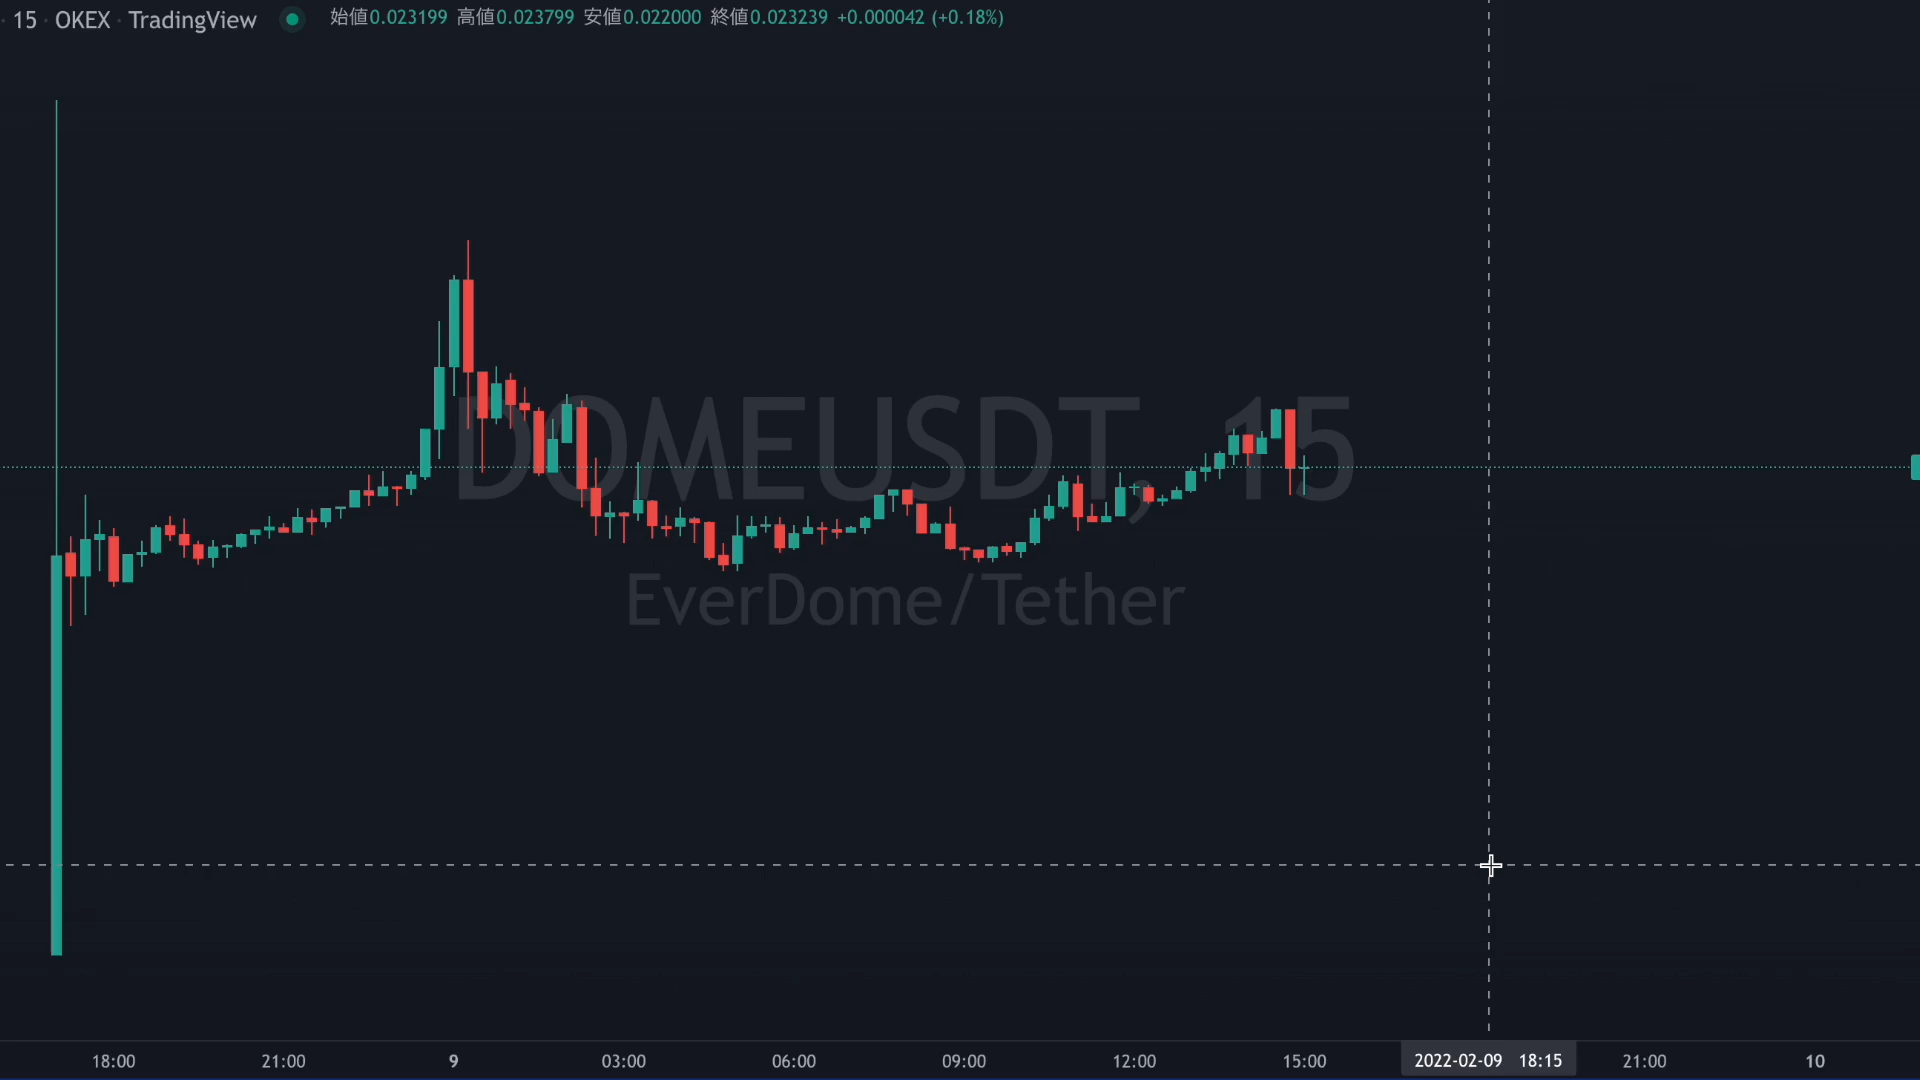 · 15 · OKEX · TradingView 始値0.023199 高値0.023799 安値0.022000 終値0.023239 +0.000042 (+0.18%)
DOMEUSDT, 15
EverDome/Tether
18:00 21:00 9 03:00 06:00 09:00 12:00 15:00 2022-02-09 18:15 21:00 10